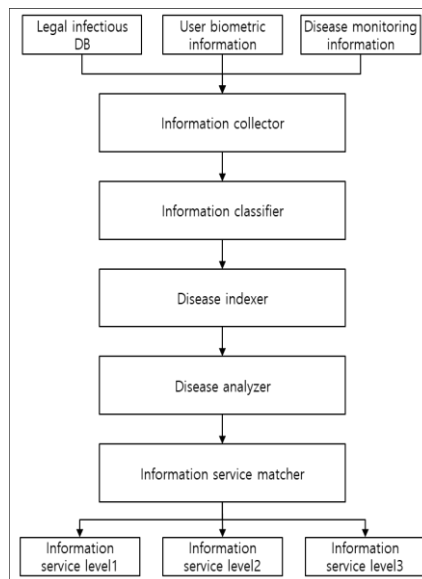 Legal infectious
DB
User biometric
information
Disease monitoring
information
Information collector
Information classifier
Disease indexer
Disease analyzer
Information service matcher
Information
service level1
Information
service level2
Information
service level3